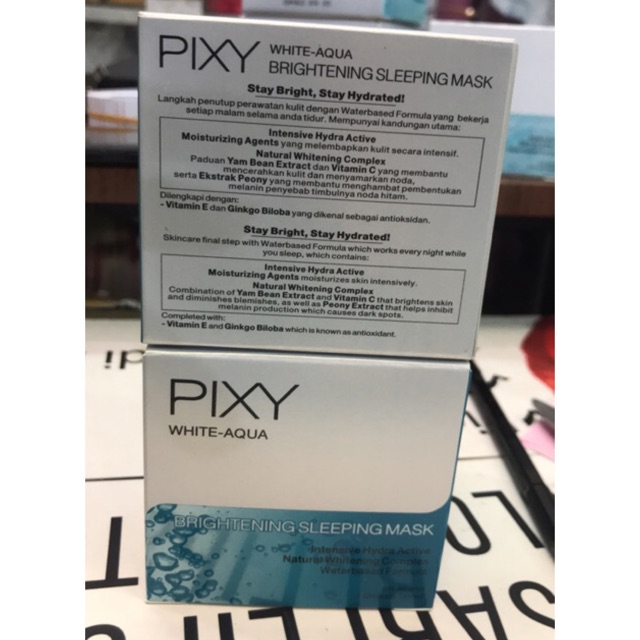 PIXY WHITE-AQUA
BRIGHTENING SLEEPING MASK
Stay Bright, Stay Hydrated!
Langkah penutup perawatan kulit dengan Waterbased Formula yang bekerja
setiap malam selama anda tidur. Mempunyai kandungan utama:
Intensive Hydra Active
Moisturizing Agents yang melembapkan kulit secara intensif.
Natural Whitening Complex
Paduan Yam Bean Extract dan Vitamin C yang membantu
mencerahkan kulit dan menyamarkan noda,
serta Ekstrak Peony yang membantu menghambat pembentukan
melanin penyebab timbulnya noda hitam.
Dilengkapi dengan:
- Vitamin E dan Ginkgo Biloba yang dikenal sebagai antioksidan.
Stay Bright, Stay Hydrated!
Skincare final step with Waterbased Formula which works every night while
you sleep, which contains:
Intensive Hydra Active
Moisturizing Agents moisturizes skin intensively.
Natural Whitening Complex
Combination of Yam Bean Extract and Vitamin C that brightens skin
and diminishes blemishes, as well as Peony Extract that helps inhibit
melanin production which causes dark spots.
Completed with:
- Vitamin E and Ginkgo Biloba which is known as antioxidant.
PIXY
WHITE-AQUA
BRIGHTENING SLEEPING MASK
Intensive Hydra Active
Natural Whitening Complex
Waterbased Formula